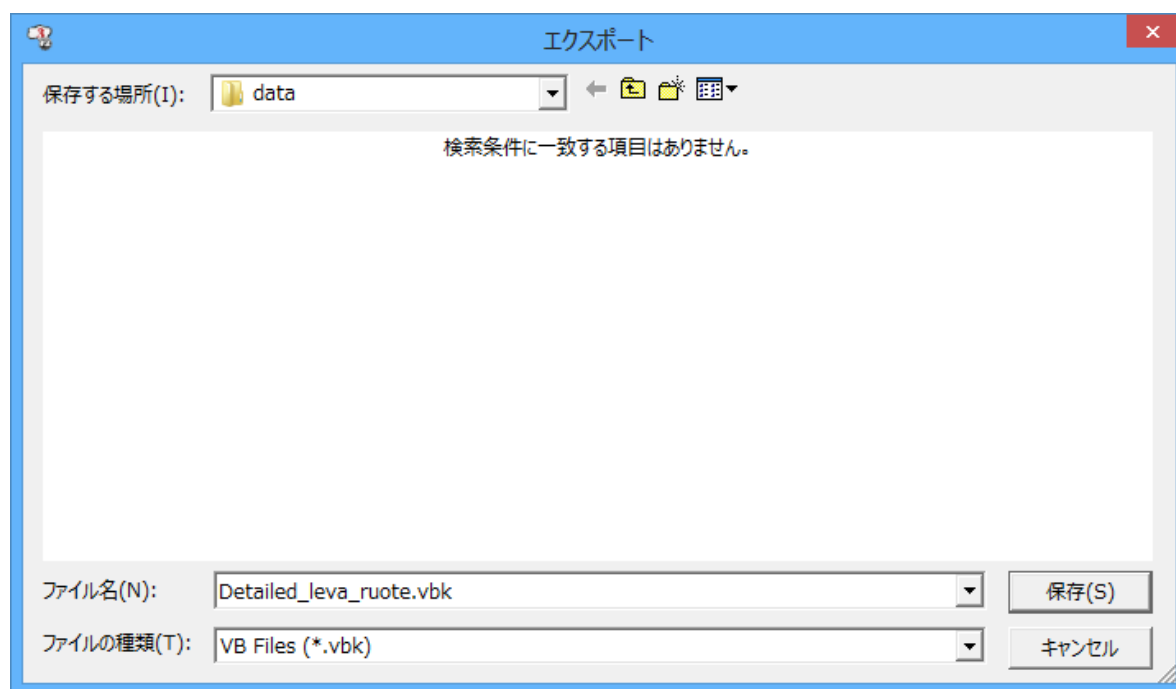 エクスポート
保存する場所(I): data
検索条件に一致する項目はありません。
ファイル名(N): Detailed_leva_ruote.vbk 保存(S)
ファイルの種類(T): VB Files (*.vbk) キャンセル